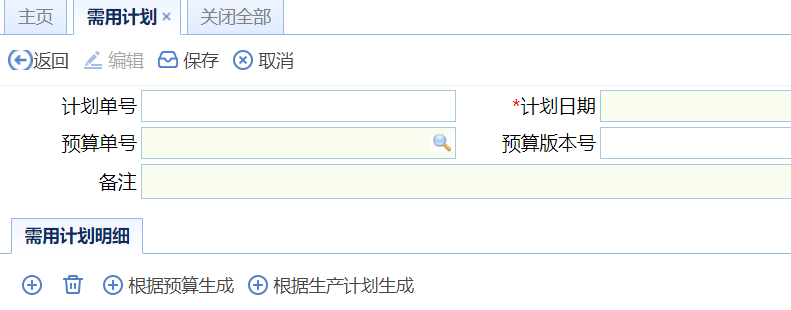 主页 需用计划 × 关闭全部
返回 编辑 保存 取消
计划单号 *计划日期
预算单号 预算版本号
备注
需用计划明细
根据预算生成 根据生产计划生成